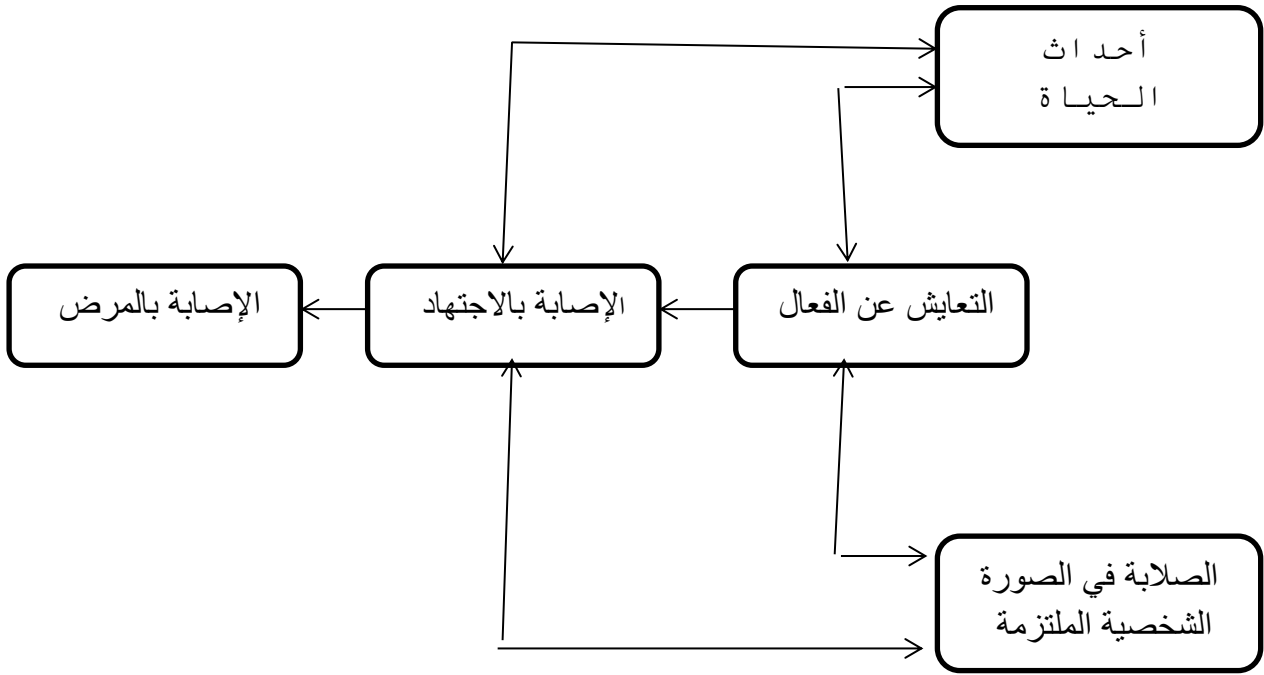 أحداث
الحياة
التعايش عن الفعال
الإصابة بالاجتهاد
الإصابة بالمرض
الصلابة في الصورة
الشخصية الملتزمة